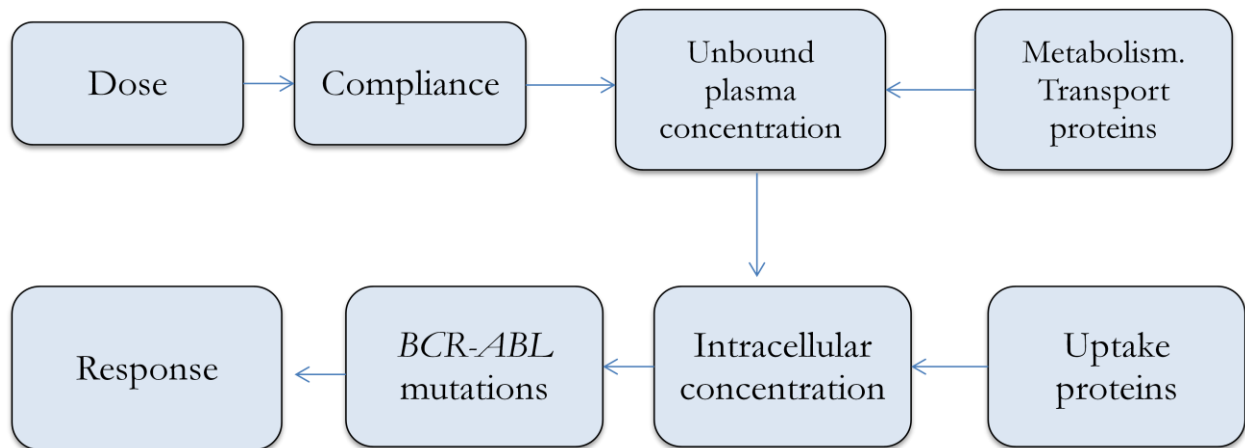 Dose
Compliance
Unbound
plasma
concentration
Metabolism.
Transport
proteins
Response
BCR-ABL
mutations
Intracellular
concentration
Uptake
proteins